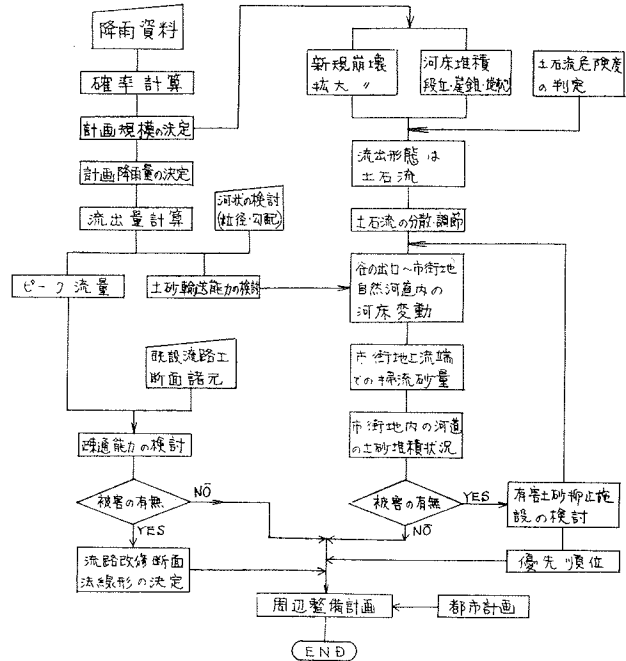 降雨資料
確率計算
計画規模の決定
計画降雨量の決定
流出量計算
ピーク流量
河状の検討
(粒径・勾配)
土砂輸送能力の検討
既設流路工
断面諸元
疎通能力の検討
被害の有無
NO
YES
流路改修断面
法線形の決定
新規崩壊
拡大 〃
河床堆積
段丘・崖錐
土石流危険度
の判定
流出形態は
土石流
土石流の分散・調節
谷の出口~市街地
自然河道内の
河床変動
市街地上流端
での掃流砂量
市街地内の河道
の土砂堆積状況
被害の有無
YES
NO
有害土砂抑止施
設の検討
優先順位
周辺整備計画
都市計画
END